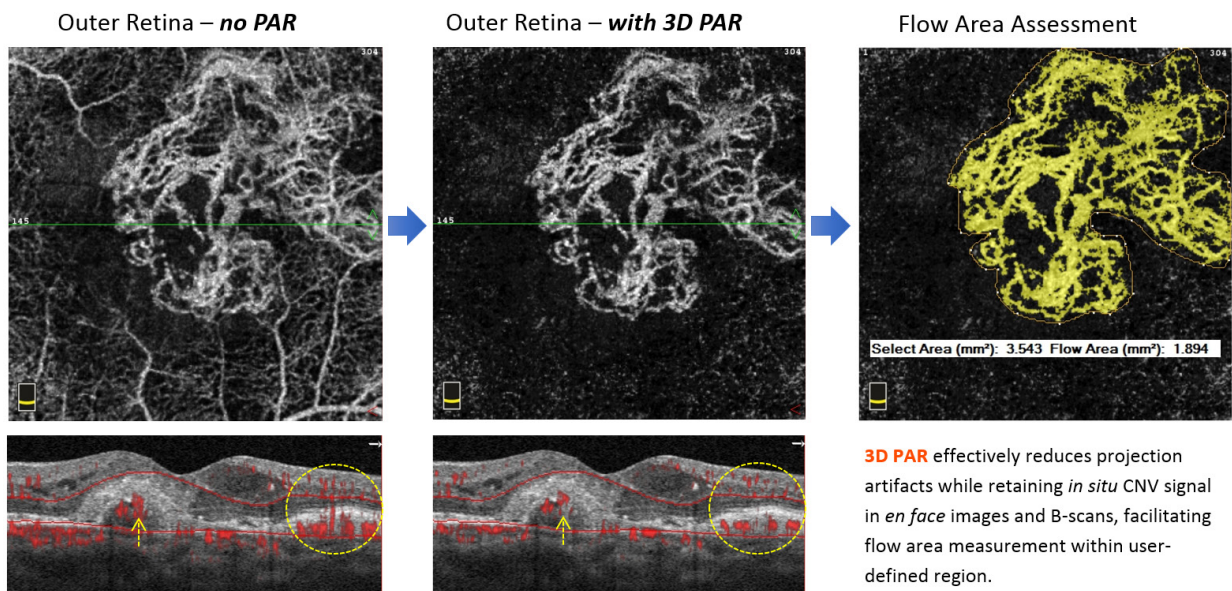 Outer Retina – no PAR
Outer Retina – with 3D PAR
Flow Area Assessment
304
145
304
145
1
304
Select Area (mm²): 3.543 Flow Area (mm²): 1.894
3D PAR effectively reduces projection
artifacts while retaining in situ CNV signal
in en face images and B-scans, facilitating
flow area measurement within user-
defined region.